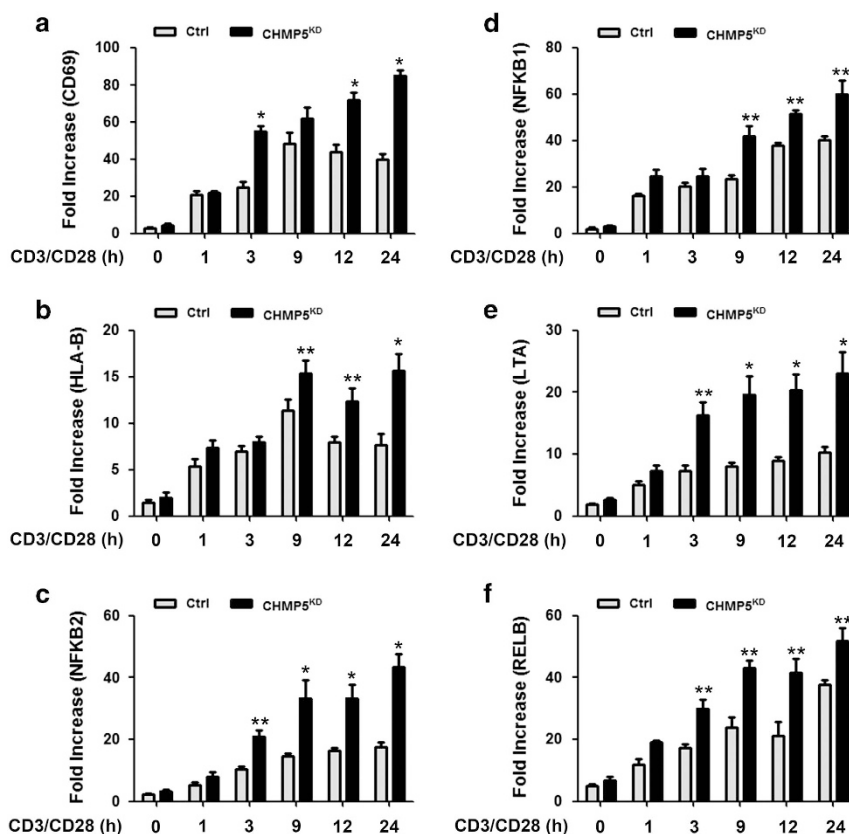 a
Ctrl CHMP5KD
Fold Increase (CD69)
100
80
60
40
20
0
* * *
CD3/CD28 (h) 0 1 3 9 12 24
b
Ctrl CHMP5KD
Fold Increase (HLA-B)
20
15
10
5
0
** ** *
CD3/CD28 (h) 0 1 3 9 12 24
c
Ctrl CHMP5KD
Fold Increase (NFKB2)
60
40
20
0
** * * *
CD3/CD28 (h) 0 1 3 9 12 24
d
Ctrl CHMP5KD
Fold Increase (NFKB1)
80
60
40
20
0
** ** **
CD3/CD28 (h) 0 1 3 9 12 24
e
Ctrl CHMP5KD
Fold Increase (LTA)
30
20
10
0
** * * *
CD3/CD28 (h) 0 1 3 9 12 24
f
Ctrl CHMP5KD
Fold Increase (RELB)
60
40
20
0
** ** ** **
CD3/CD28 (h) 0 1 3 9 12 24